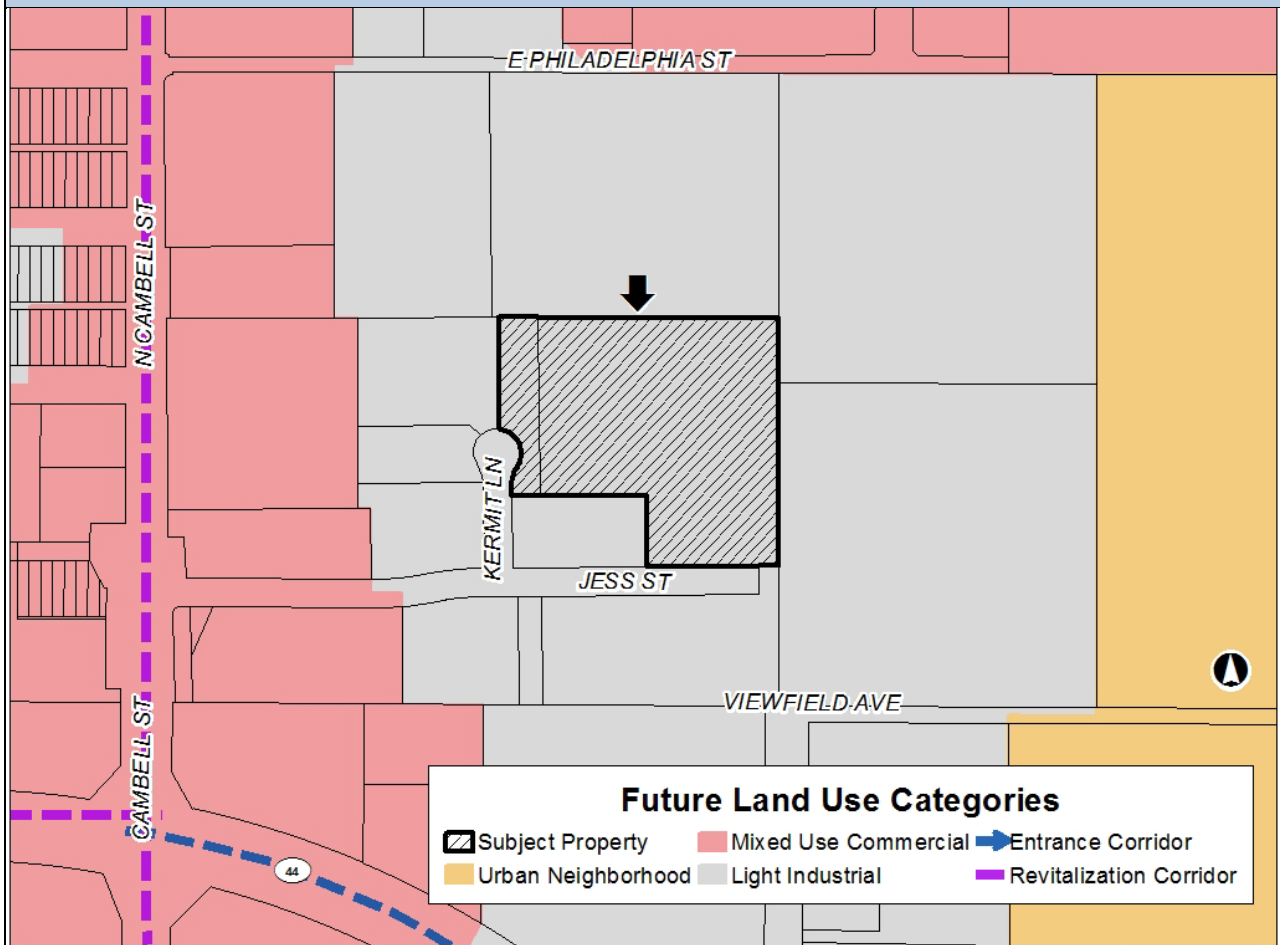 E PHILADELPHIA ST
N CAMBELL ST
KERMIT LN
JESS ST
VIEWFIELD AVE
CAMBELL ST
44
Future Land Use Categories
Subject Property
Mixed Use Commercial
Entrance Corridor
Urban Neighborhood
Light Industrial
Revitalization Corridor